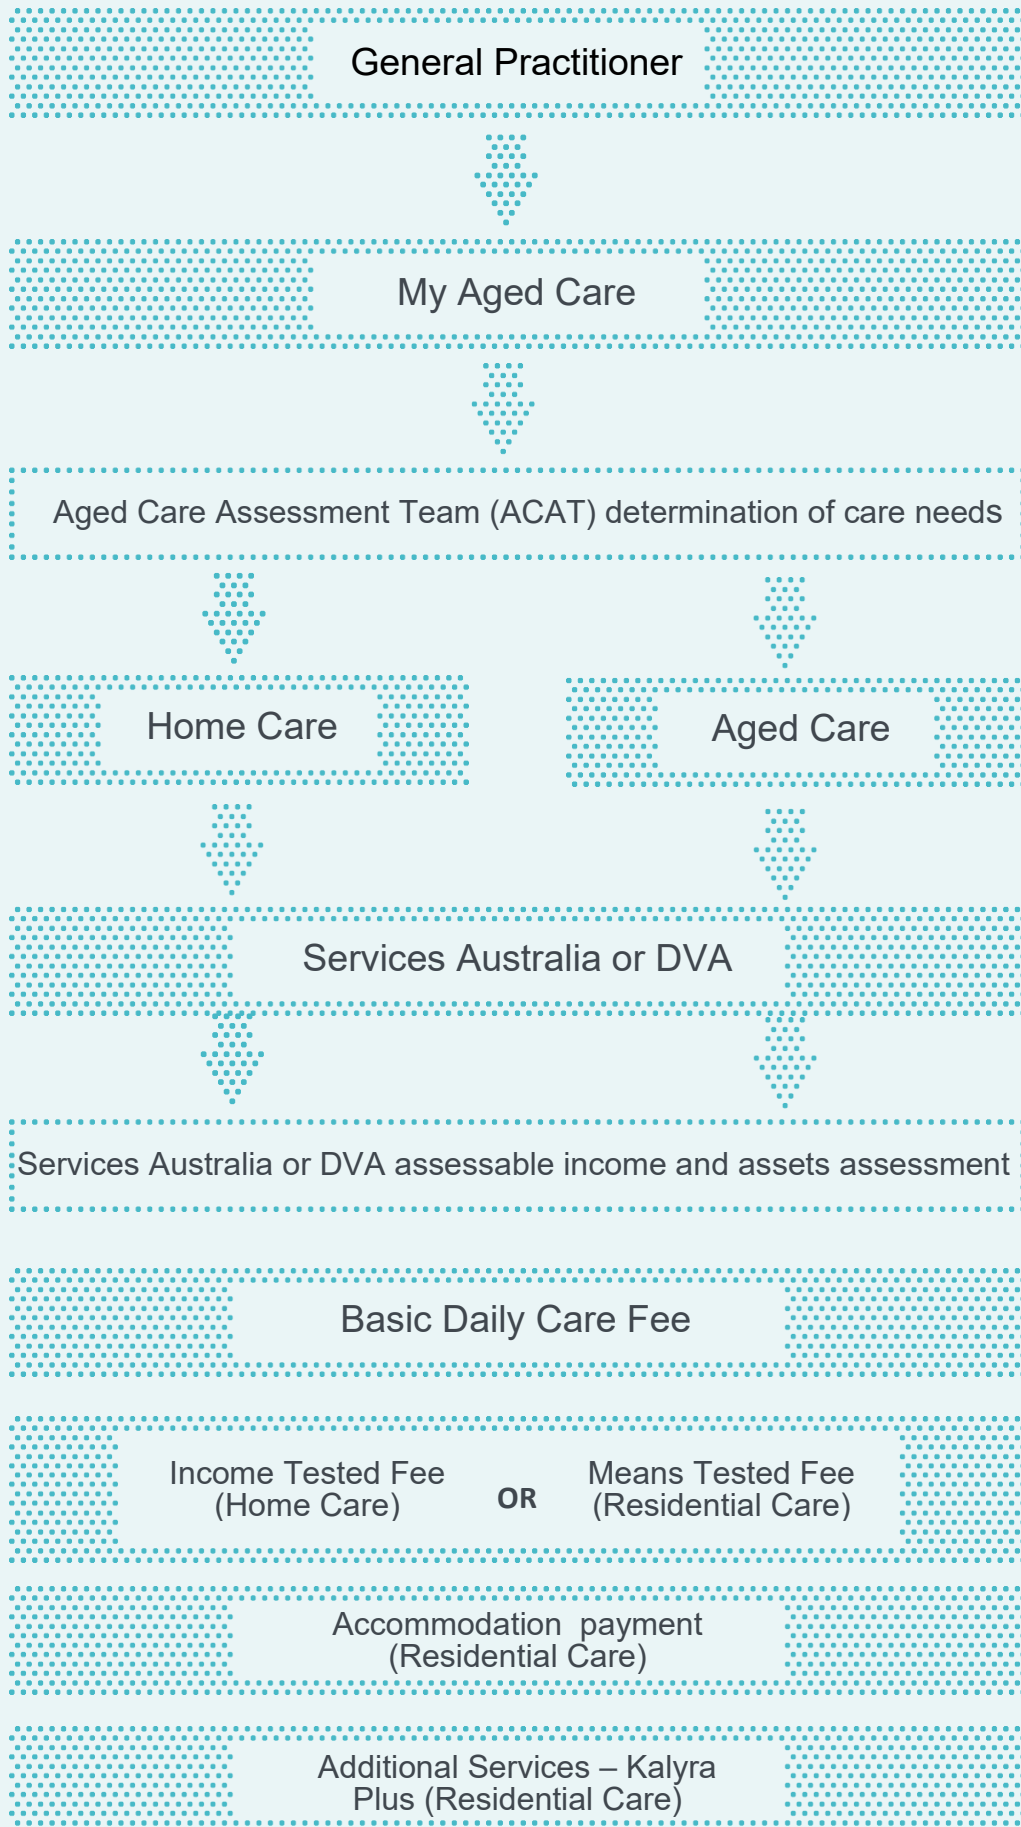 General Practitioner
My Aged Care
Aged Care Assessment Team (ACAT) determination of care needs
Home Care
Aged Care
Services Australia or DVA
Services Australia or DVA assessable income and assets assessment
Basic Daily Care Fee
Income Tested Fee
(Home Care)
OR
Means Tested Fee
(Residential Care)
Accommodation payment
(Residential Care)
Additional Services – Kalyra
Plus (Residential Care)